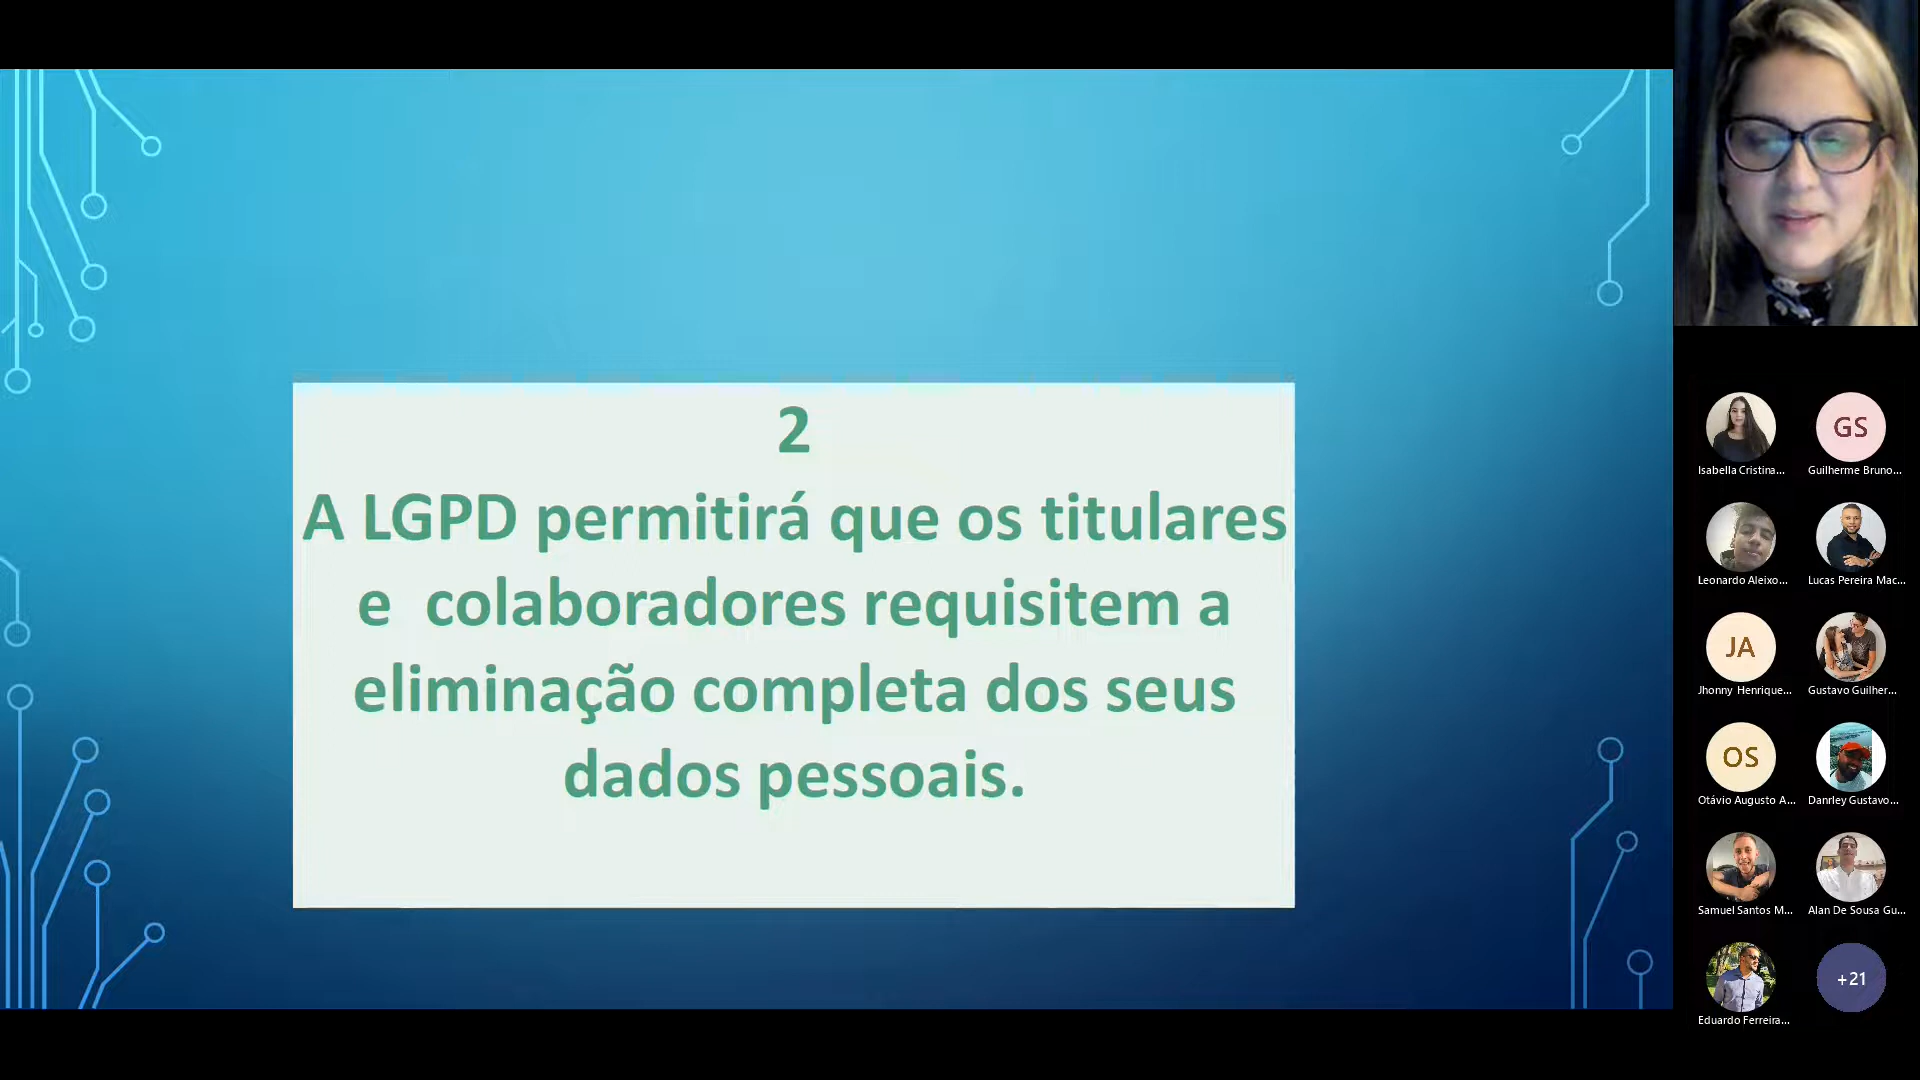 2
A LGPD permitirá que os titulares
e colaboradores requisitem a
eliminação completa dos seus
dados pessoais.
Isabella Cristina...
GS
Guilherme Bruno...
Leonardo Aleixo...
Lucas Pereira Mac...
JA
Jhonny Henrique...
Gustavo Guilher...
OS
Otávio Augusto A...
Danrley Gustavo...
Samuel Santos M...
Alan De Sousa Gu...
Eduardo Ferreira...
+21